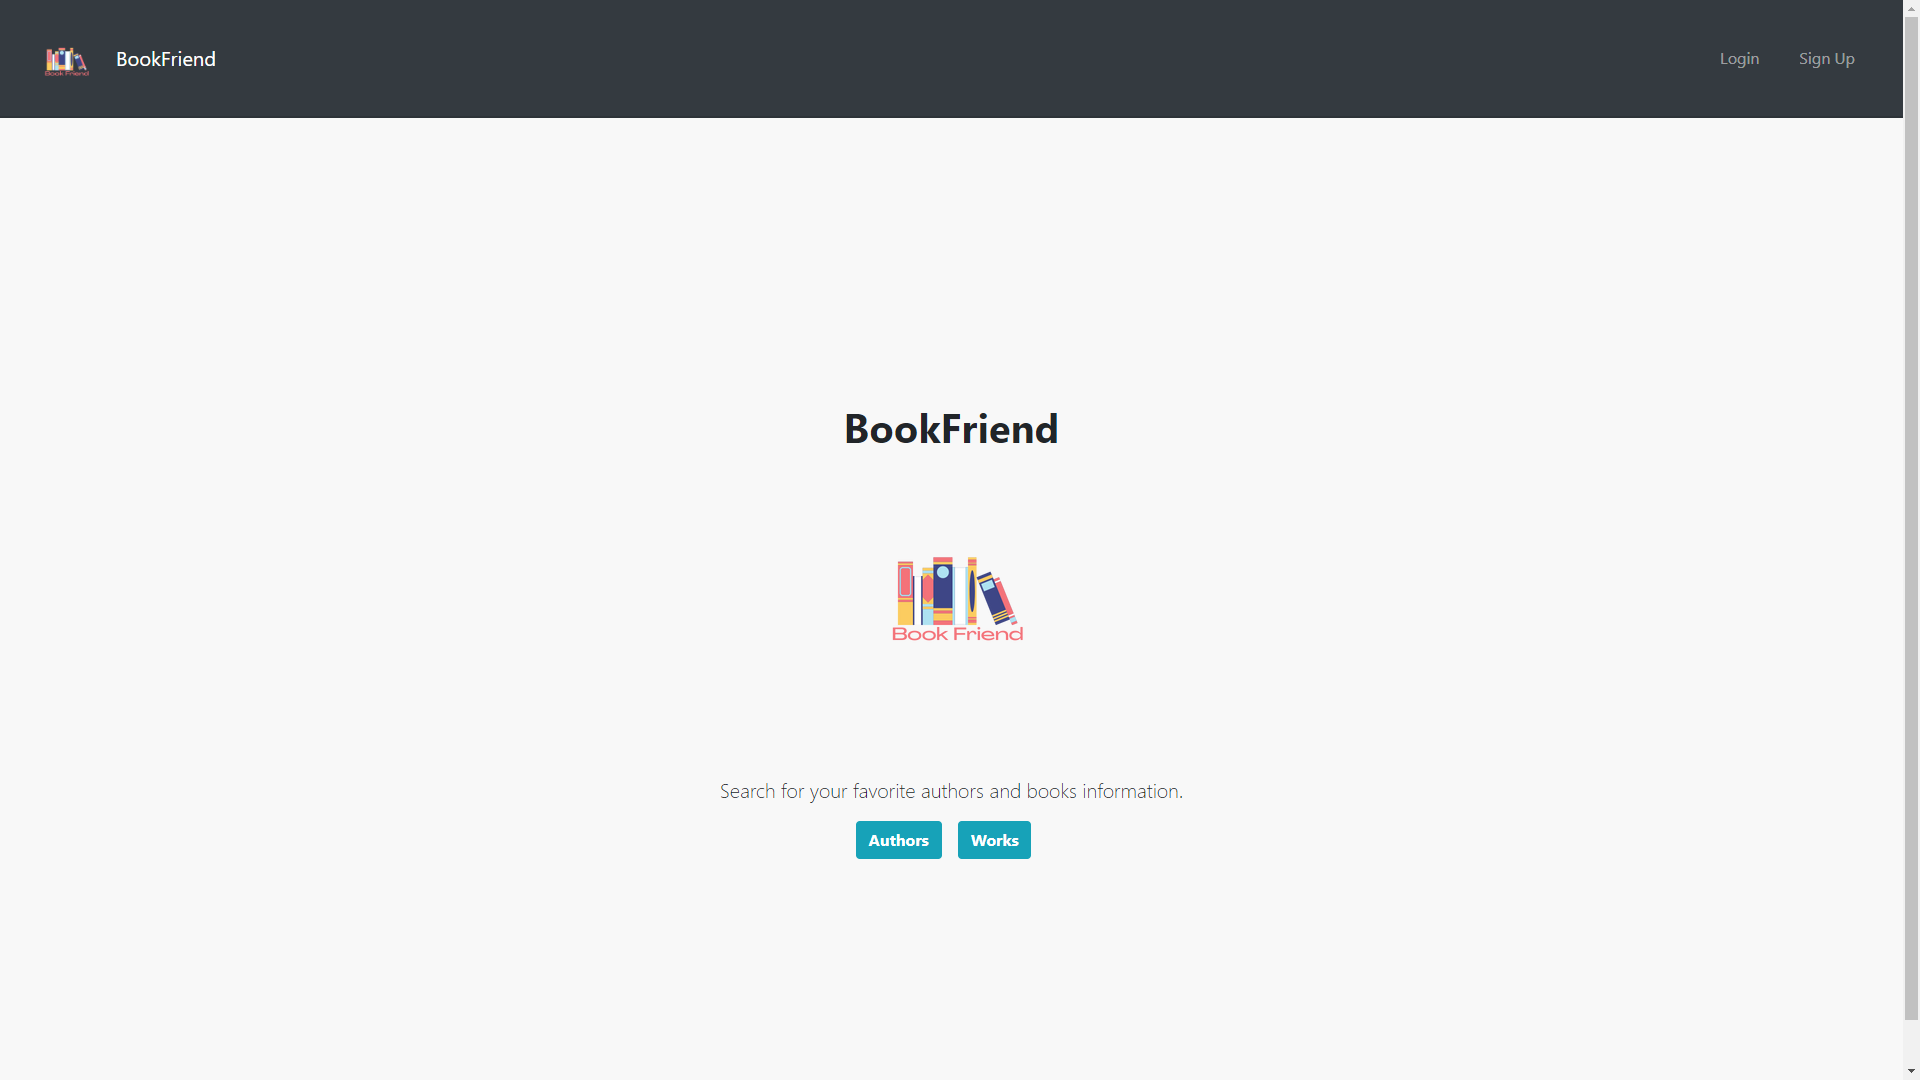 Book Friend
BookFriend
Login
Sign Up
BookFriend
Book Friend
Search for your favorite authors and books information.
Authors
Works